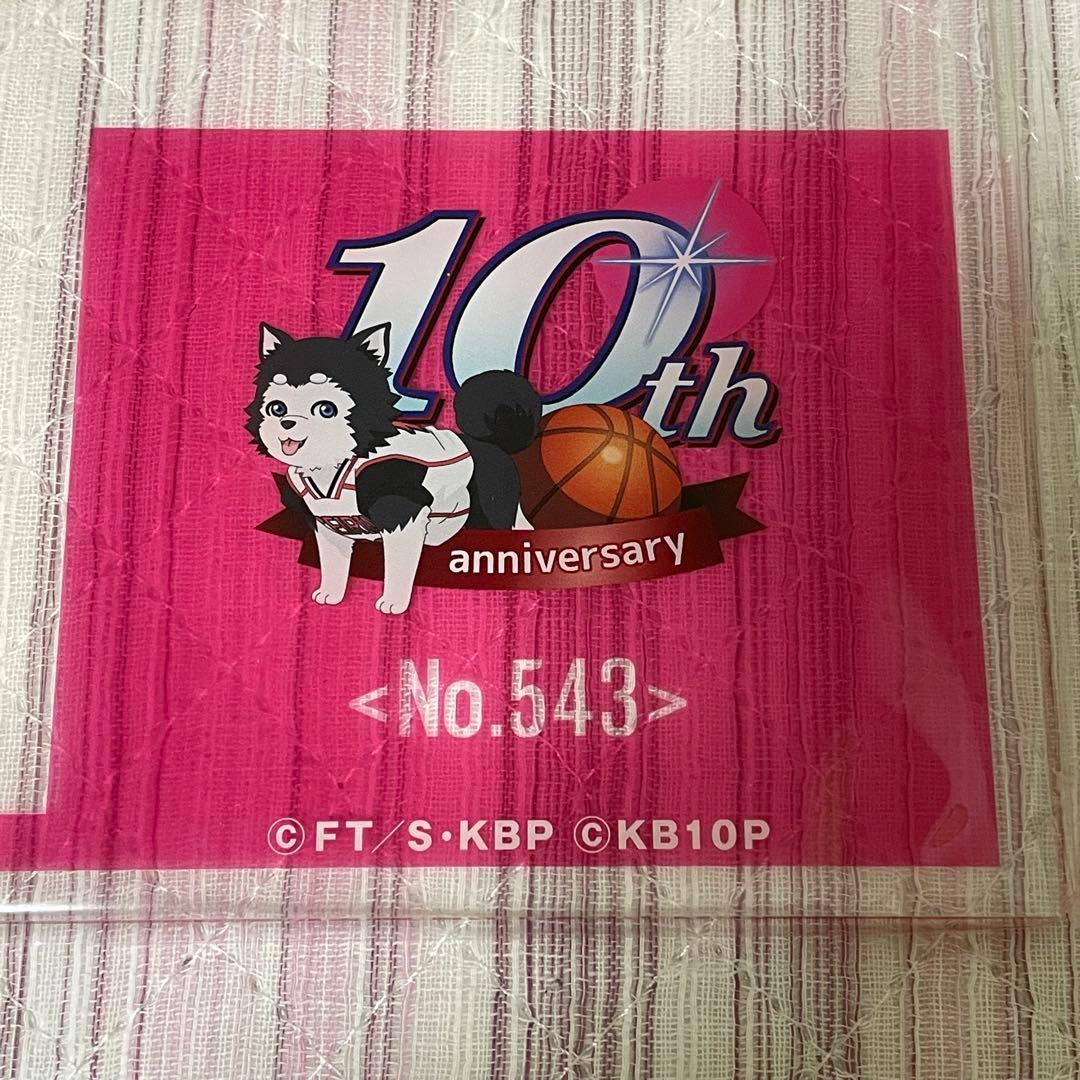 10th
anniversary
<No.543>
©FT/S・KBP ©KB10P